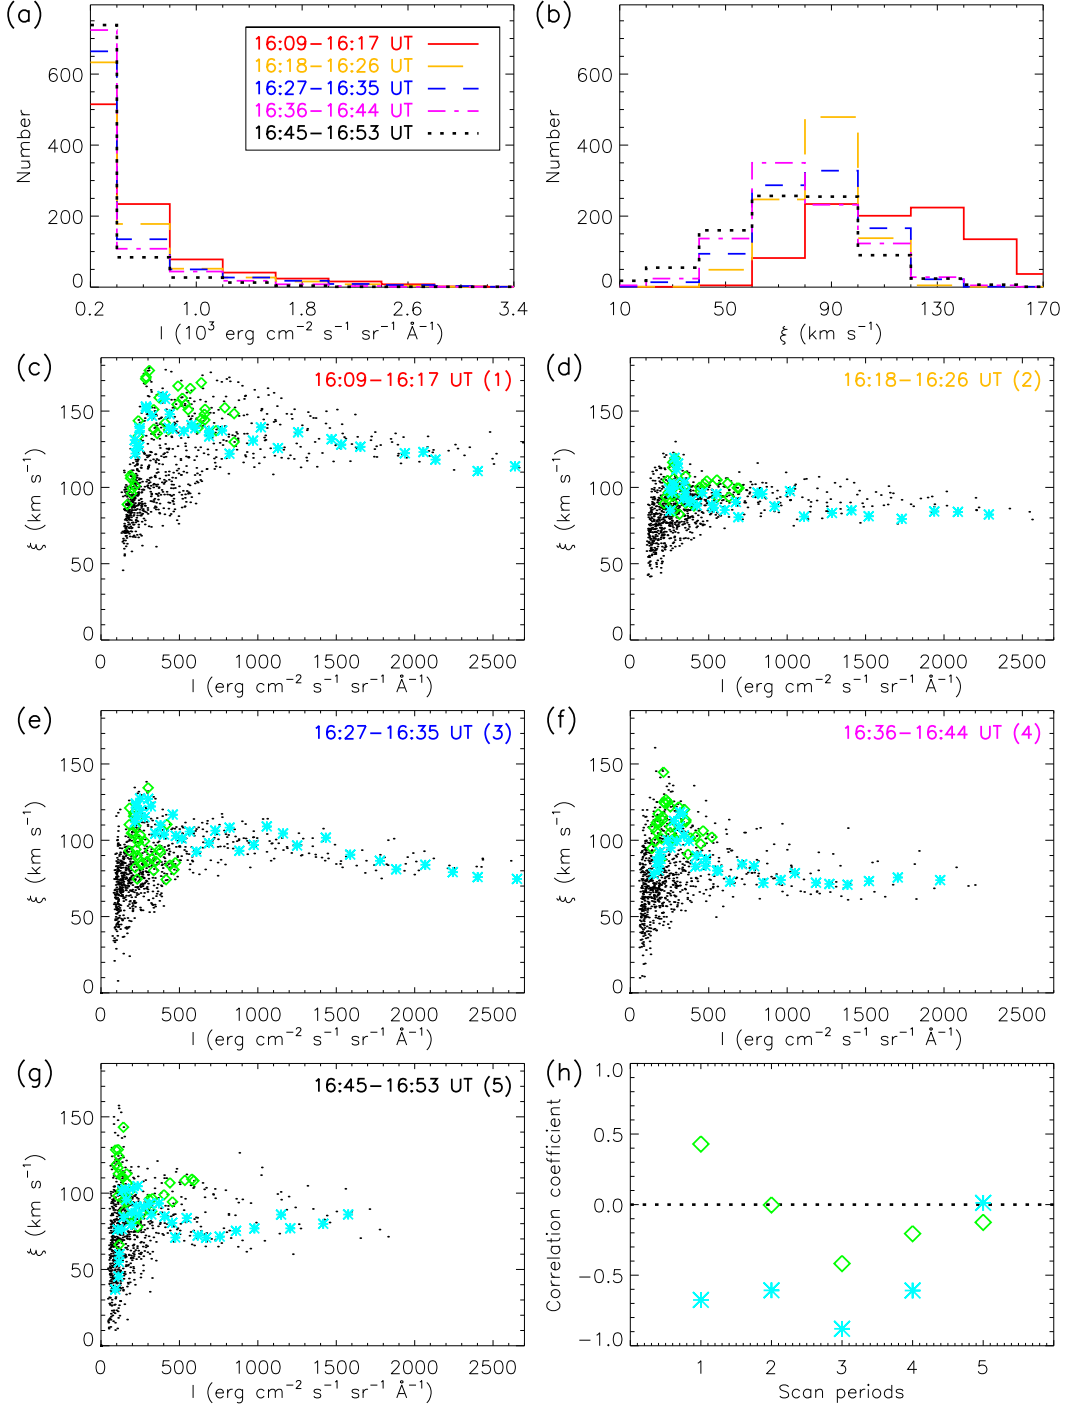 (a)
Number
600
400
200
0
16:09−16:17 UT
16:18−16:26 UT
16:27−16:35 UT
16:36−16:44 UT
16:45−16:53 UT
0.2 1.0 1.8 2.6 3.4
I (10³ erg cm⁻² s⁻¹ sr⁻¹ Å⁻¹)
(b)
Number
600
400
200
0
10 50 90 130 170
ξ (km s⁻¹)
(c)
16:09−16:17 UT (1)
ξ (km s⁻¹)
150
100
50
0
0 500 1000 1500 2000 2500
I (erg cm⁻² s⁻¹ sr⁻¹ Å⁻¹)
(d)
16:18−16:26 UT (2)
ξ (km s⁻¹)
150
100
50
0
0 500 1000 1500 2000 2500
I (erg cm⁻² s⁻¹ sr⁻¹ Å⁻¹)
(e)
16:27−16:35 UT (3)
ξ (km s⁻¹)
150
100
50
0
0 500 1000 1500 2000 2500
I (erg cm⁻² s⁻¹ sr⁻¹ Å⁻¹)
(f)
16:36−16:44 UT (4)
ξ (km s⁻¹)
150
100
50
0
0 500 1000 1500 2000 2500
I (erg cm⁻² s⁻¹ sr⁻¹ Å⁻¹)
(g)
16:45−16:53 UT (5)
ξ (km s⁻¹)
150
100
50
0
0 500 1000 1500 2000 2500
I (erg cm⁻² s⁻¹ sr⁻¹ Å⁻¹)
(h)
Correlation coefficient
1.0
0.5
0.0
−0.5
−1.0
1 2 3 4 5
Scan periods